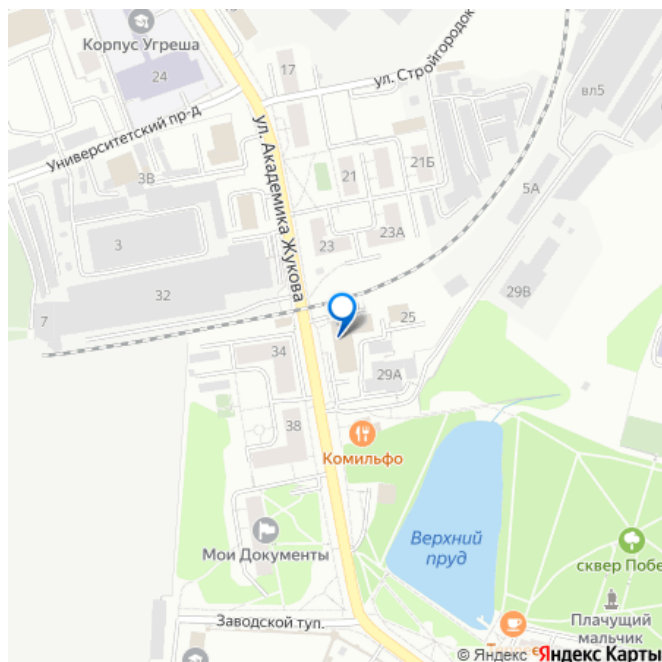 Корпус Угреша
24
17
ул. Стройгородок
вл5
Университетский пр-д
ул. Академика Жукова
3В
21
21Б
5А
3
23
23А
32
29В
7
25
34
29А
38
Комильфо
Верхний
пруд
Мои Документы
сквер Побе
Плачущий
мальчик
Заводской туп.
© Яндекс Яндекс Карты